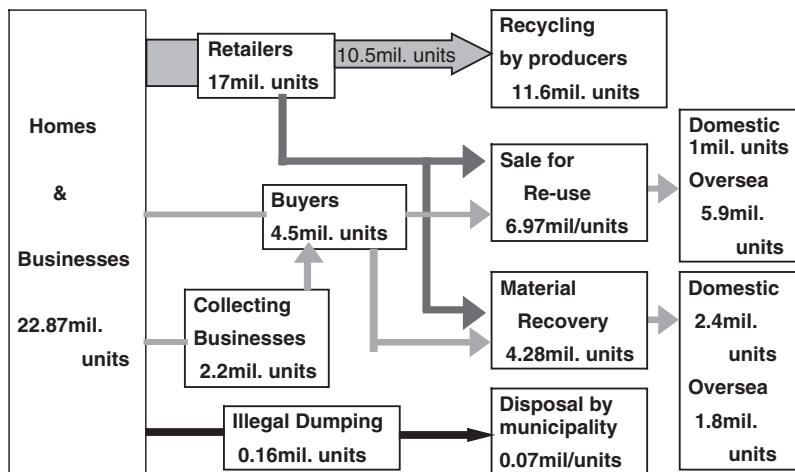 Homes
&
Businesses
22.87mil.
units
Retailers
17mil. units
10.5mil. units
Recycling
by producers
11.6mil. units
Buyers
4.5mil. units
Collecting
Businesses
2.2mil. units
Illegal Dumping
0.16mil. units
Sale for
Re-use
6.97mil/units
Material
Recovery
4.28mil. units
Disposal by
municipality
0.07mil/units
Domestic
1mil. units
Oversea
5.9mil.
units
Domestic
2.4mil.
units
Oversea
1.8mil.
units